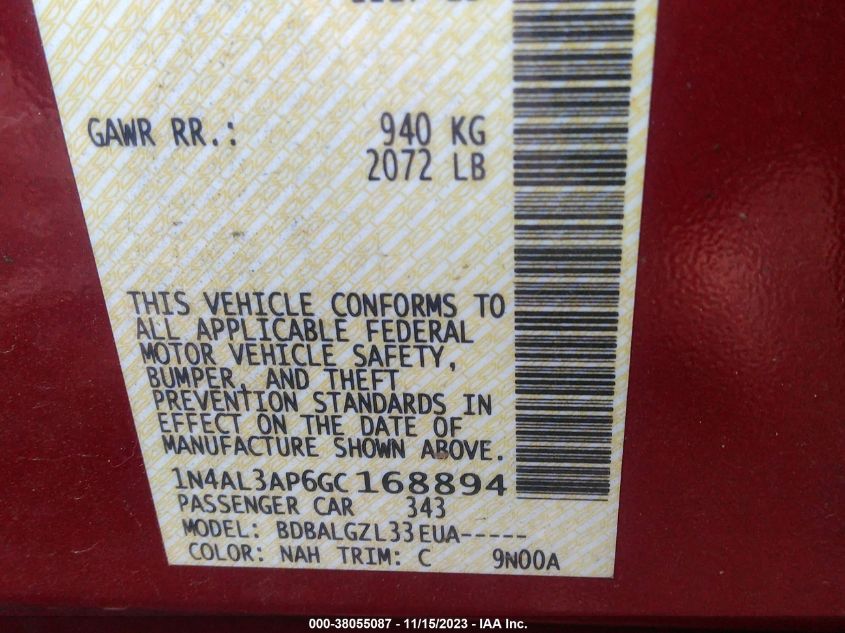 GAWR RR.: 940 KG
2072 LB
THIS VEHICLE CONFORMS TO
ALL APPLICABLE FEDERAL
MOTOR VEHICLE SAFETY,
BUMPER, AND THEFT
PREVENTION STANDARDS IN
EFFECT ON THE DATE OF
MANUFACTURE SHOWN ABOVE.
1N4AL3AP6GC168894
PASSENGER CAR 343
MODEL: BDBALGZL33EUA-----
COLOR: NAH TRIM: C 9N00A
000-38055087 - 11/15/2023 - IAA Inc.